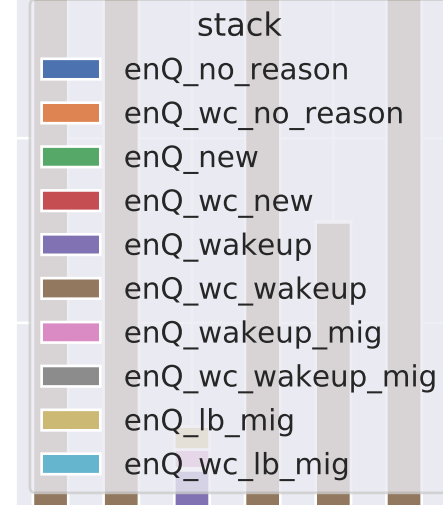 stack
enQ_no_reason
enQ_wc_no_reason
enQ_new
enQ_wc_new
enQ_wakeup
enQ_wc_wakeup
enQ_wakeup_mig
enQ_wc_wakeup_mig
enQ_lb_mig
enQ_wc_lb_mig